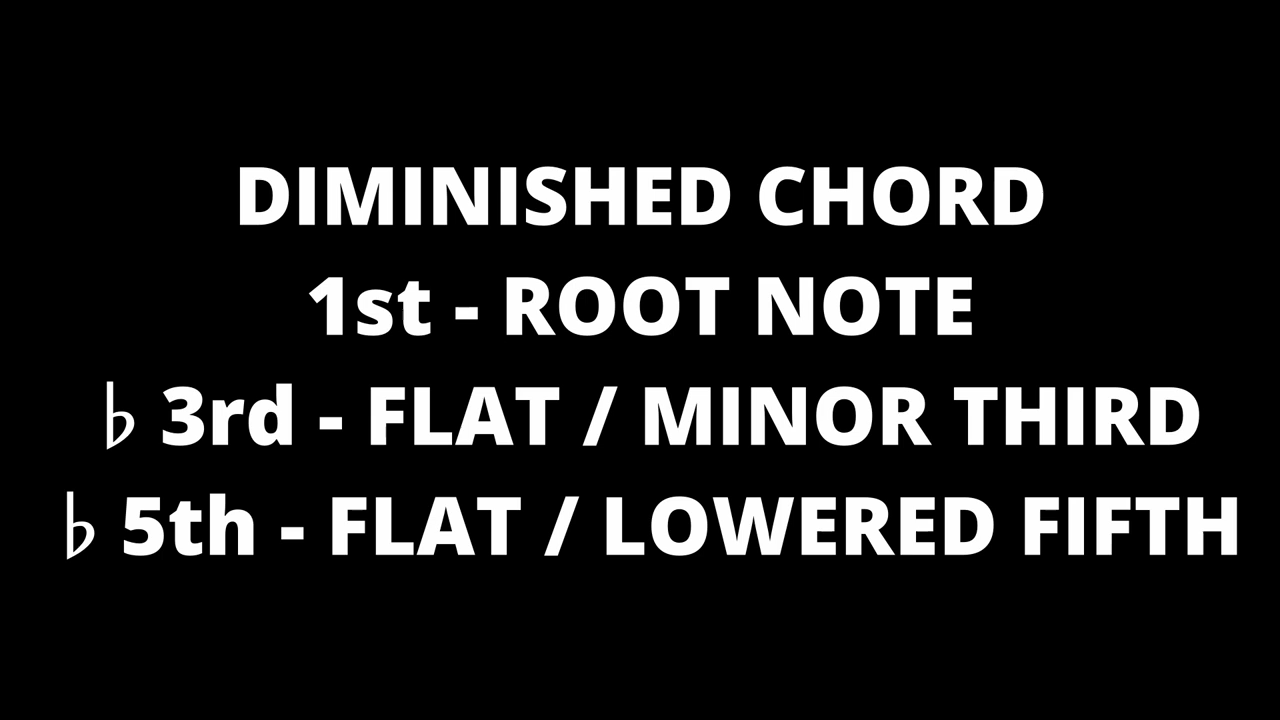 DIMINISHED CHORD
1st - ROOT NOTE
♭ 3rd - FLAT / MINOR THIRD
♭ 5th - FLAT / LOWERED FIFTH